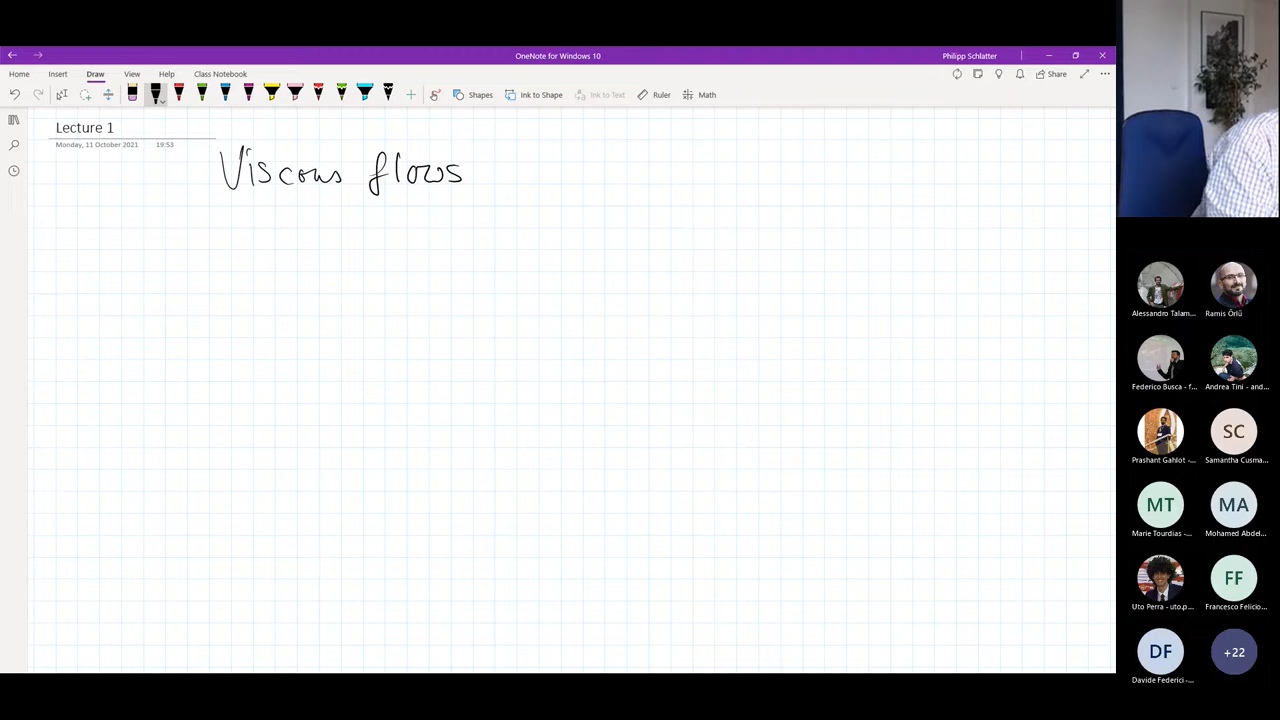 OneNote for Windows 10
Philipp Schlatter
Home Insert Draw View Help Class Notebook
Share
Shapes Ink to Shape Ink to Text Ruler Math
Lecture 1
Monday, 11 October 2021 19:53
Viscous flows
Alessandro Talam... Ramis Örlü
Federico Busca - f... Andrea Tini - and...
SC
Prashant Gahlot -... Samantha Cusma...
MT MA
Marie Tourdias -... Mohamed Abdel...
FF
Uto Perra - uto.p... Francesco Felicio...
DF +22
Davide Federici -...